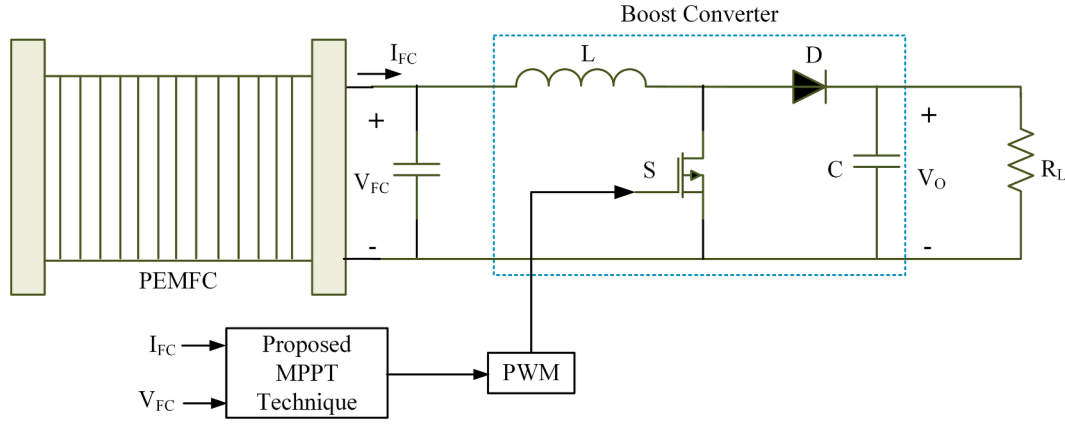 Boost Converter
I_FC
L
D
+
+
V_FC
S
C
V_O
R_L
-
-
PEMFC
I_FC
V_FC
Proposed
MPPT
Technique
PWM